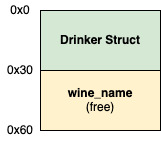 0x0
Drinker Struct
0x30
wine_name
(free)
0x60